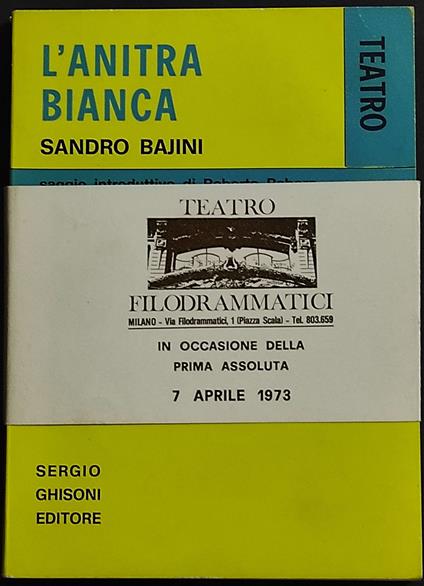 L'ANITRA
BIANCA
SANDRO BAJINI
TEATRO
saggio introduttivo di Roberto
TEATRO
FILODRAMMATICI
MILANO - Via Filodrammatici, 1 (Piazza Scala) - Tel. 803.659
IN OCCASIONE DELLA
PRIMA ASSOLUTA
7 APRILE 1973
SERGIO
GHISONI
EDITORE